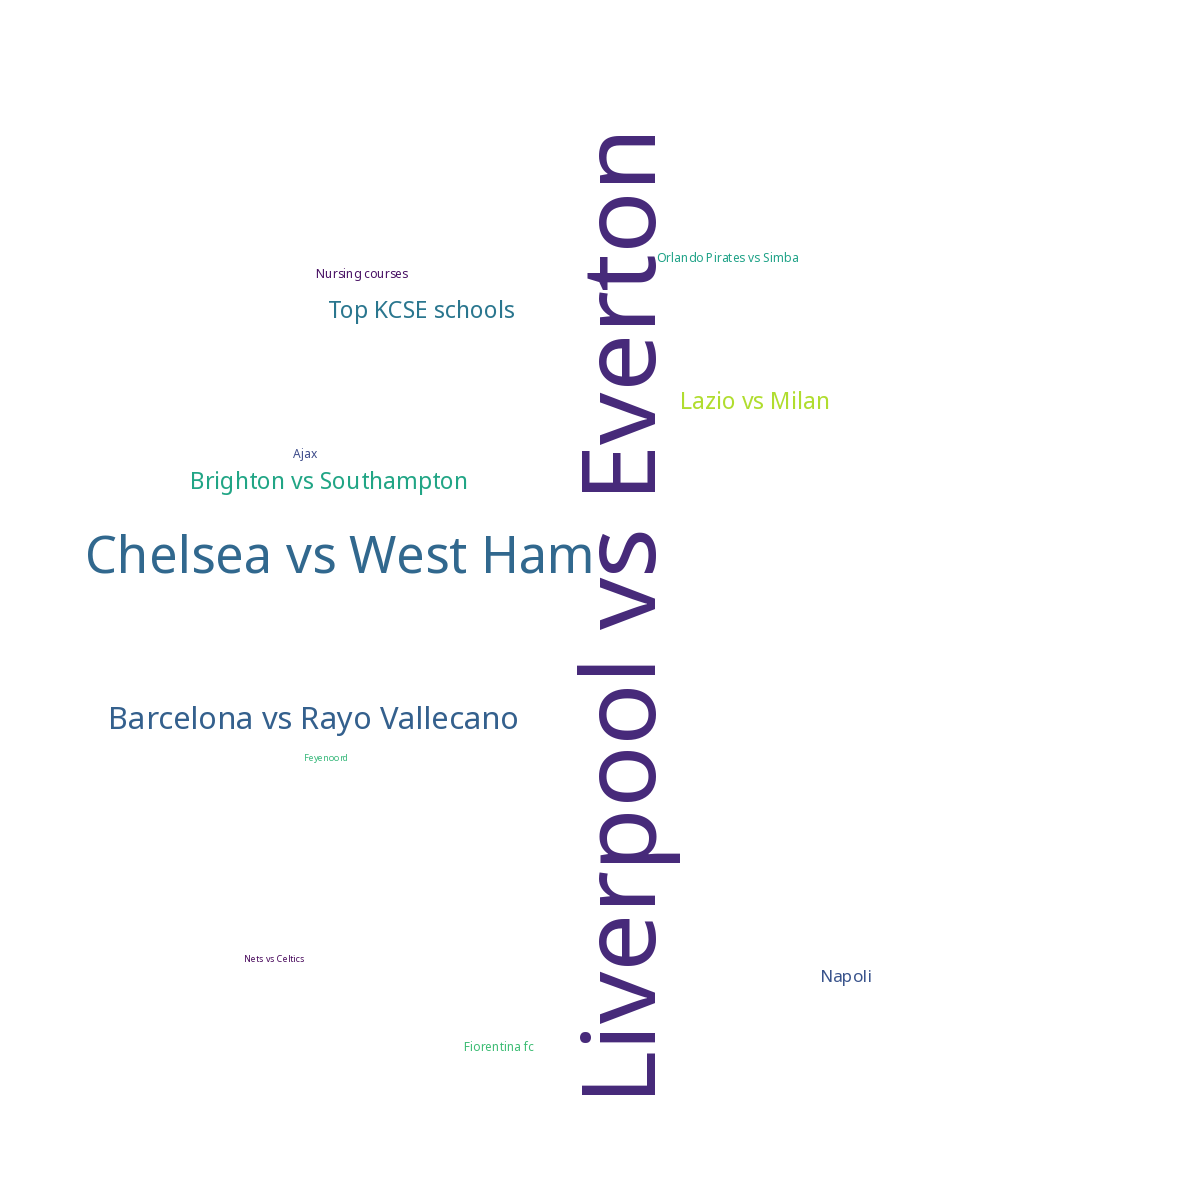 Liverpool vs Everton
Orlando Pirates vs Simba
Nursing courses
Top KCSE schools
Lazio vs Milan
Ajax
Brighton vs Southampton
Chelsea vs West Ham
Barcelona vs Rayo Vallecano
Feyenoord
Nets vs Celtics
Napoli
Fiorentina fc